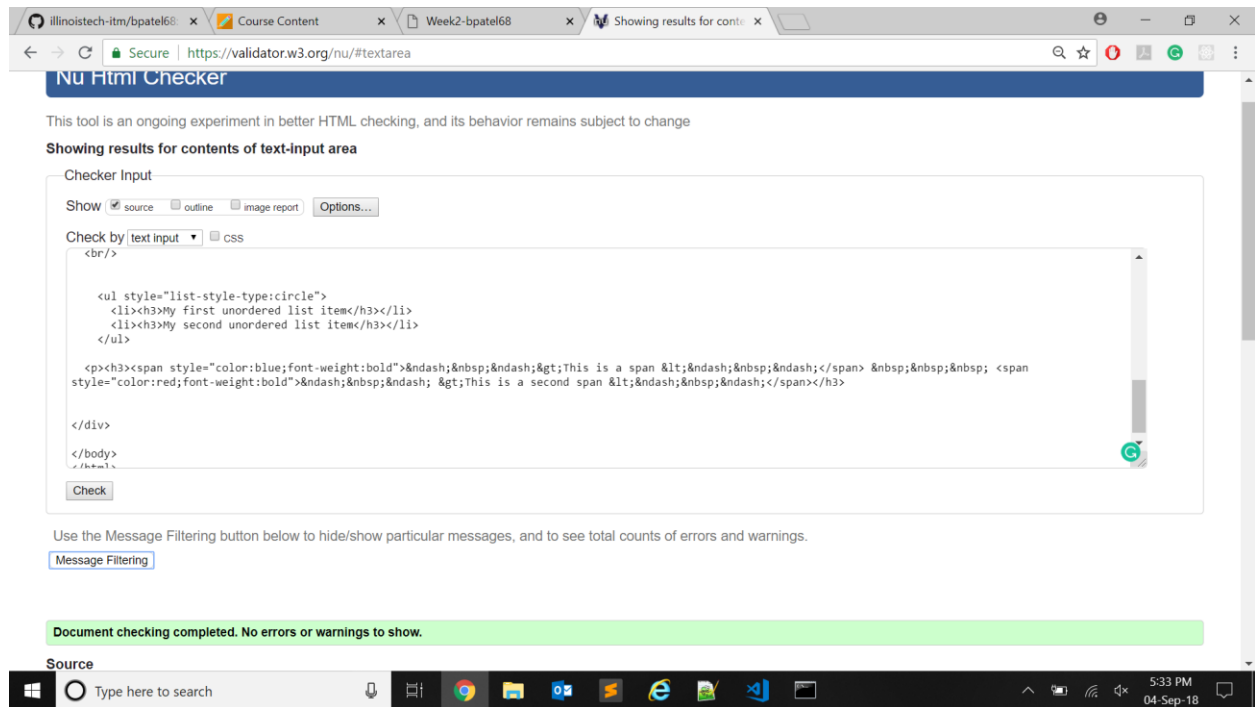 illinoistech-itm/bpatel68:
Course Content
Week2-bpatel68
Showing results for conte
Secure | https://validator.w3.org/nu/#textarea
Nu Html Checker
This tool is an ongoing experiment in better HTML checking, and its behavior remains subject to change
Showing results for contents of text-input area
Checker Input
Show source outline image report Options...
Check by text input CSS
<br/>
<ul style="list-style-type:circle">
<li><h3>My first unordered list item</h3></li>
<li><h3>My second unordered list item</h3></li>
</ul>
<p><h3><span style="color:blue;font-weight:bold">&ndash;&nbsp;&ndash;&gt;This is a span &lt;&ndash;&nbsp;&ndash;</span> &nbsp;&nbsp;&nbsp; <span
style="color:red;font-weight:bold">&ndash;&nbsp;&ndash; &gt;This is a second span &lt;&ndash;&nbsp;&ndash;</span></h3>
</div>
</body>
</html>
Check
Use the Message Filtering button below to hide/show particular messages, and to see total counts of errors and warnings.
Message Filtering
Document checking completed. No errors or warnings to show.
Source
Type here to search
5:33 PM
04-Sep-18